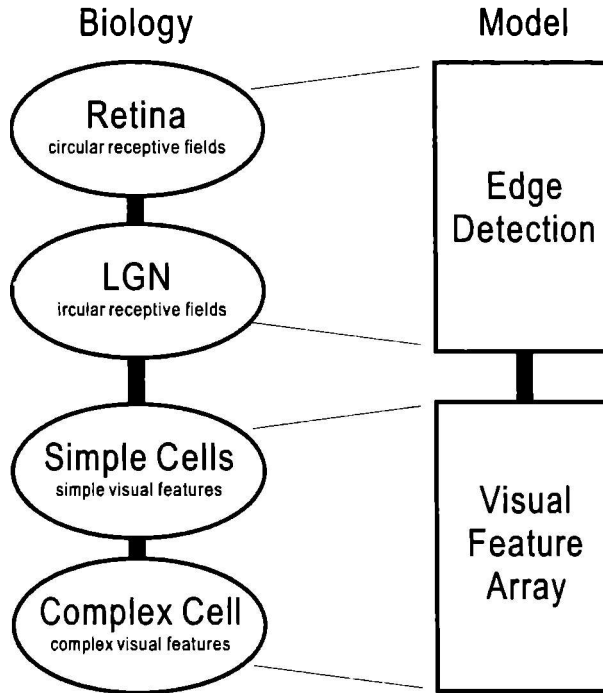 Biology
Model
Retina
circular receptive fields
Edge
Detection
LGN
ircular receptive fields
Simple Cells
simple visual features
Visual
Feature
Array
Complex Cell
complex visual features